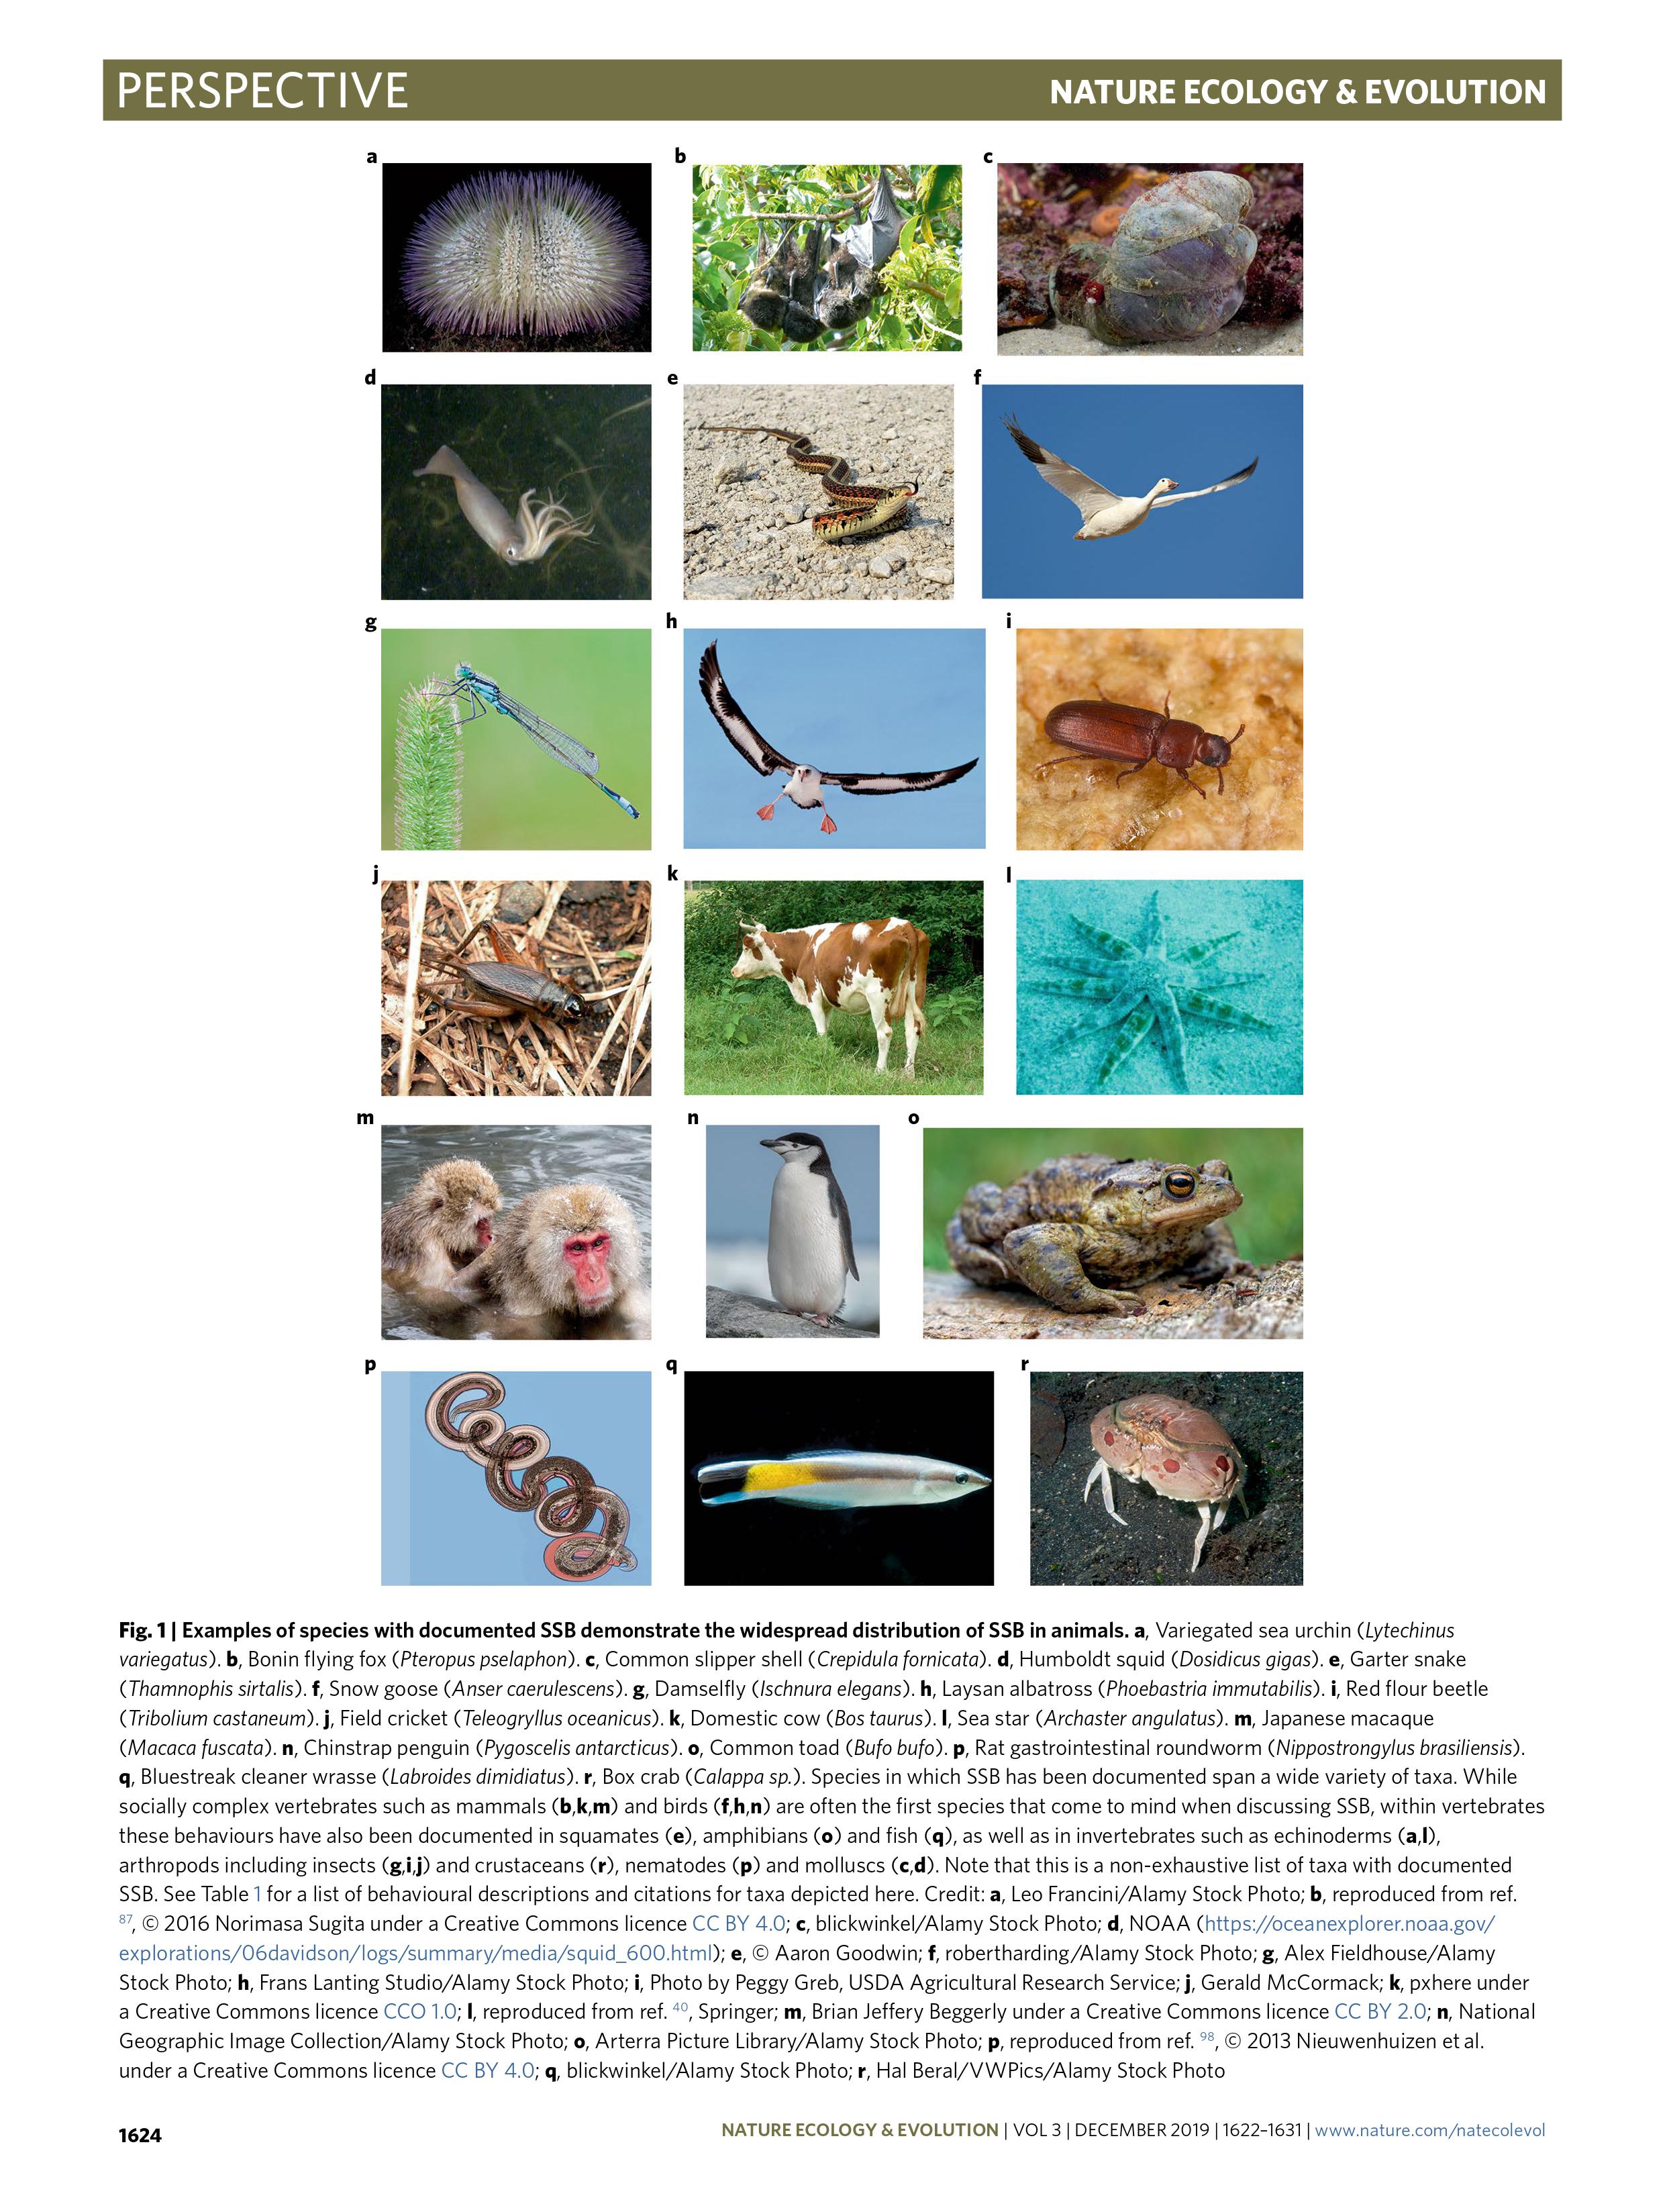 PERSPECTIVE
NATURE ECOLOGY & EVOLUTION
a
b
c
d
e
f
g
h
i
j
k
l
m
n
o
p
q
r
Fig. 1 | Examples of species with documented SSB demonstrate the widespread distribution of SSB in animals. a, Variegated sea urchin (Lytechinus
variegatus). b, Bonin flying fox (Pteropus pselaphon). c, Common slipper shell (Crepidula fornicata). d, Humboldt squid (Dosidicus gigas). e, Garter snake
(Thamnophis sirtalis). f, Snow goose (Anser caerulescens). g, Damselfly (Ischnura elegans). h, Laysan albatross (Phoebastria immutabilis). i, Red flour beetle
(Tribolium castaneum). j, Field cricket (Teleogryllus oceanicus). k, Domestic cow (Bos taurus). l, Sea star (Archaster angulatus). m, Japanese macaque
(Macaca fuscata). n, Chinstrap penguin (Pygoscelis antarcticus). o, Common toad (Bufo bufo). p, Rat gastrointestinal roundworm (Nippostrongylus brasiliensis).
q, Bluestreak cleaner wrasse (Labroides dimidiatus). r, Box crab (Calappa sp.). Species in which SSB has been documented span a wide variety of taxa. While
socially complex vertebrates such as mammals (b,k,m) and birds (f,h,n) are often the first species that come to mind when discussing SSB, within vertebrates
these behaviours have also been documented in squamates (e), amphibians (o) and fish (q), as well as in invertebrates such as echinoderms (a,l),
arthropods including insects (g,i,j) and crustaceans (r), nematodes (p) and molluscs (c,d). Note that this is a non-exhaustive list of taxa with documented
SSB. See Table 1 for a list of behavioural descriptions and citations for taxa depicted here. Credit: a, Leo Francini/Alamy Stock Photo; b, reproduced from ref.
87, © 2016 Norimasa Sugita under a Creative Commons licence CC BY 4.0; c, blickwinkel/Alamy Stock Photo; d, NOAA (https://oceanexplorer.noaa.gov/
explorations/06davidson/logs/summary/media/squid_600.html); e, © Aaron Goodwin; f, robertharding/Alamy Stock Photo; g, Alex Fieldhouse/Alamy
Stock Photo; h, Frans Lanting Studio/Alamy Stock Photo; i, Photo by Peggy Greb, USDA Agricultural Research Service; j, Gerald McCormack; k, pxhere under
a Creative Commons licence CCO 1.0; l, reproduced from ref. 40, Springer; m, Brian Jeffery Beggerly under a Creative Commons licence CC BY 2.0; n, National
Geographic Image Collection/Alamy Stock Photo; o, Arterra Picture Library/Alamy Stock Photo; p, reproduced from ref. 98, © 2013 Nieuwenhuizen et al.
under a Creative Commons licence CC BY 4.0; q, blickwinkel/Alamy Stock Photo; r, Hal Beral/VWPics/Alamy Stock Photo
1624
NATURE ECOLOGY & EVOLUTION | VOL 3 | DECEMBER 2019 | 1622–1631 | www.nature.com/natecolevol